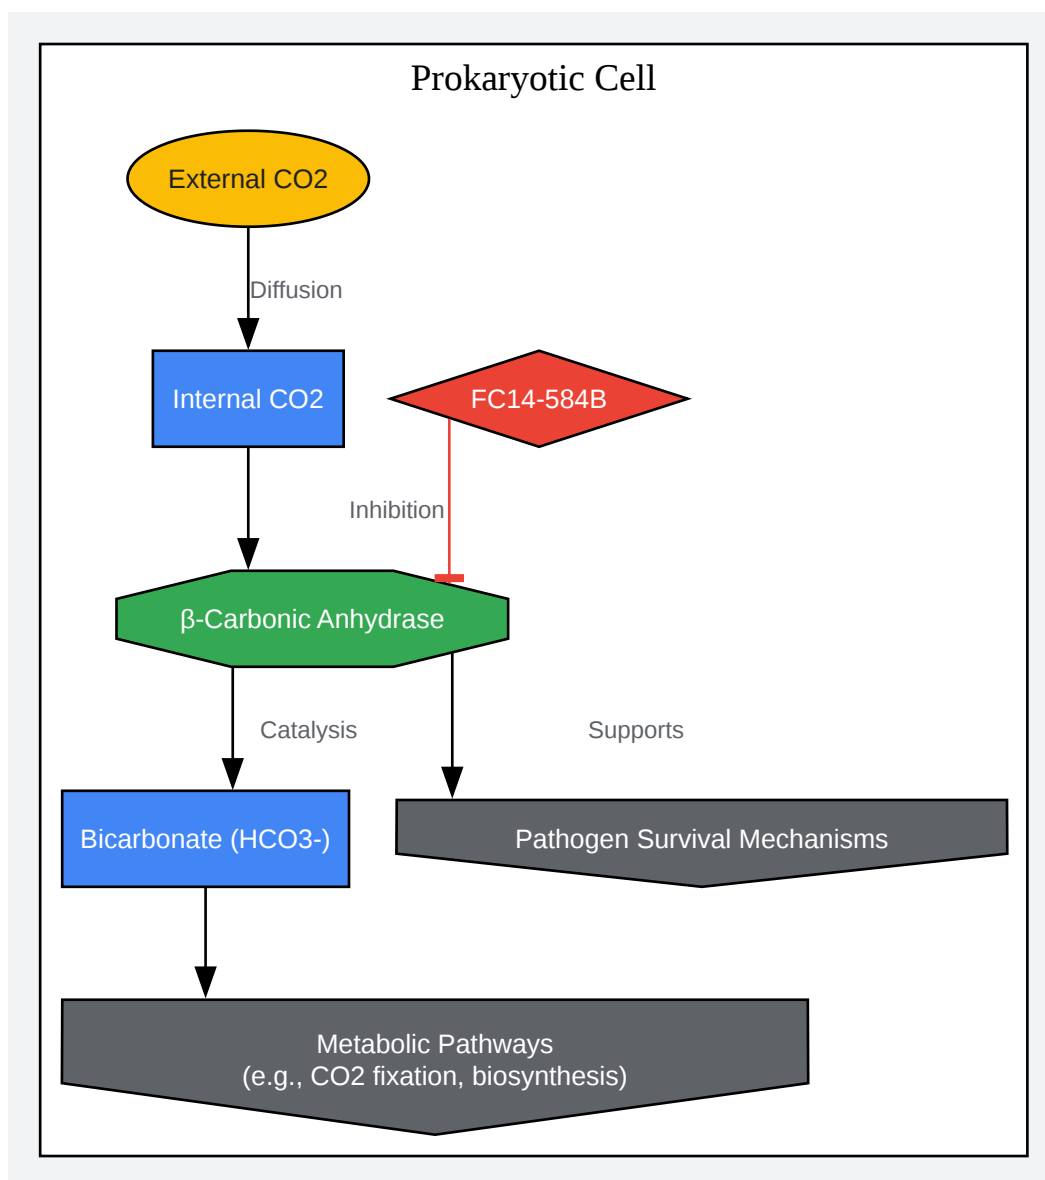 Prokaryotic Cell
External CO2
Diffusion
Internal CO2
FC14-584B
Inhibition
β-Carbonic Anhydrase
Catalysis
Supports
Bicarbonate (HCO3-)
Pathogen Survival Mechanisms
Metabolic Pathways
(e.g., CO2 fixation, biosynthesis)